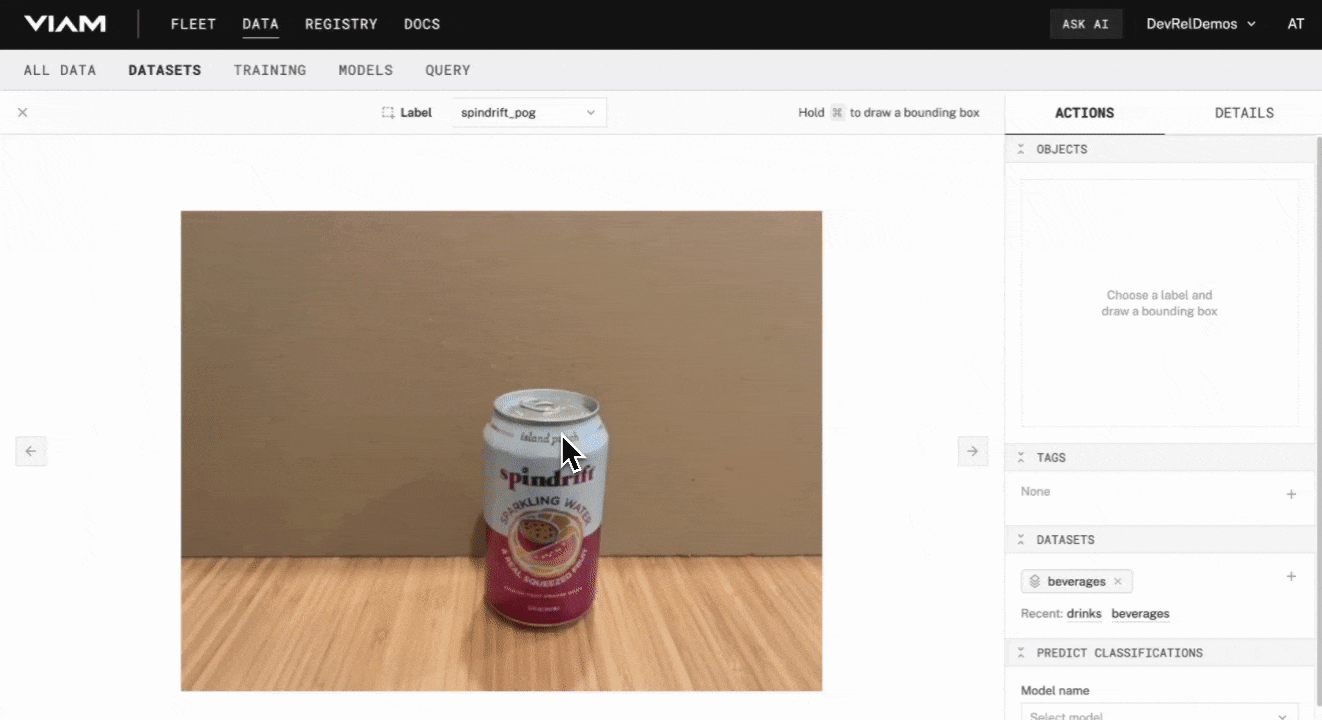 VIAM FLEET DATA REGISTRY DOCS ASK AI DevRelDemos AT
ALL DATA DATASETS TRAINING MODELS QUERY
Label spindrift_pog Hold ⌘ to draw a bounding box
ACTIONS DETAILS
OBJECTS
Choose a label and
draw a bounding box
island
spindrift
SPARKLING WATER
& REAL SQUEEZED FRUIT
TAGS
None
DATASETS
beverages
Recent: drinks beverages
PREDICT CLASSIFICATIONS
Model name
Select model